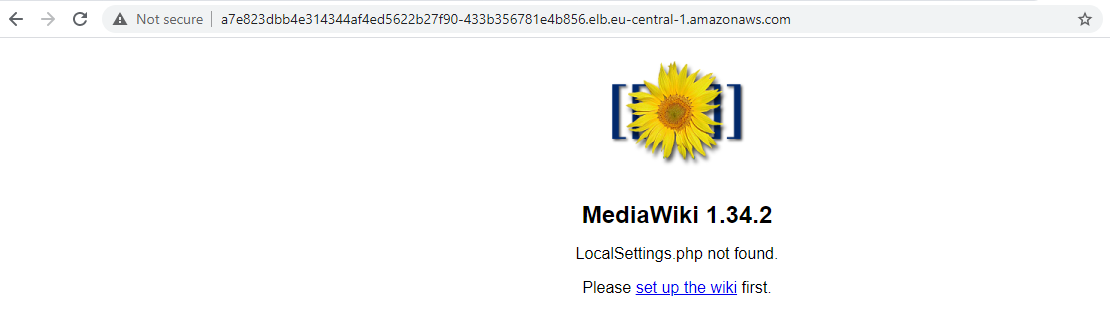 Not secure | a7e823dbb4e314344af4ed5622b27f90-433b356781e4b856.elb.eu-central-1.amazonaws.com
[[ ]]
MediaWiki 1.34.2
LocalSettings.php not found.
Please set up the wiki first.